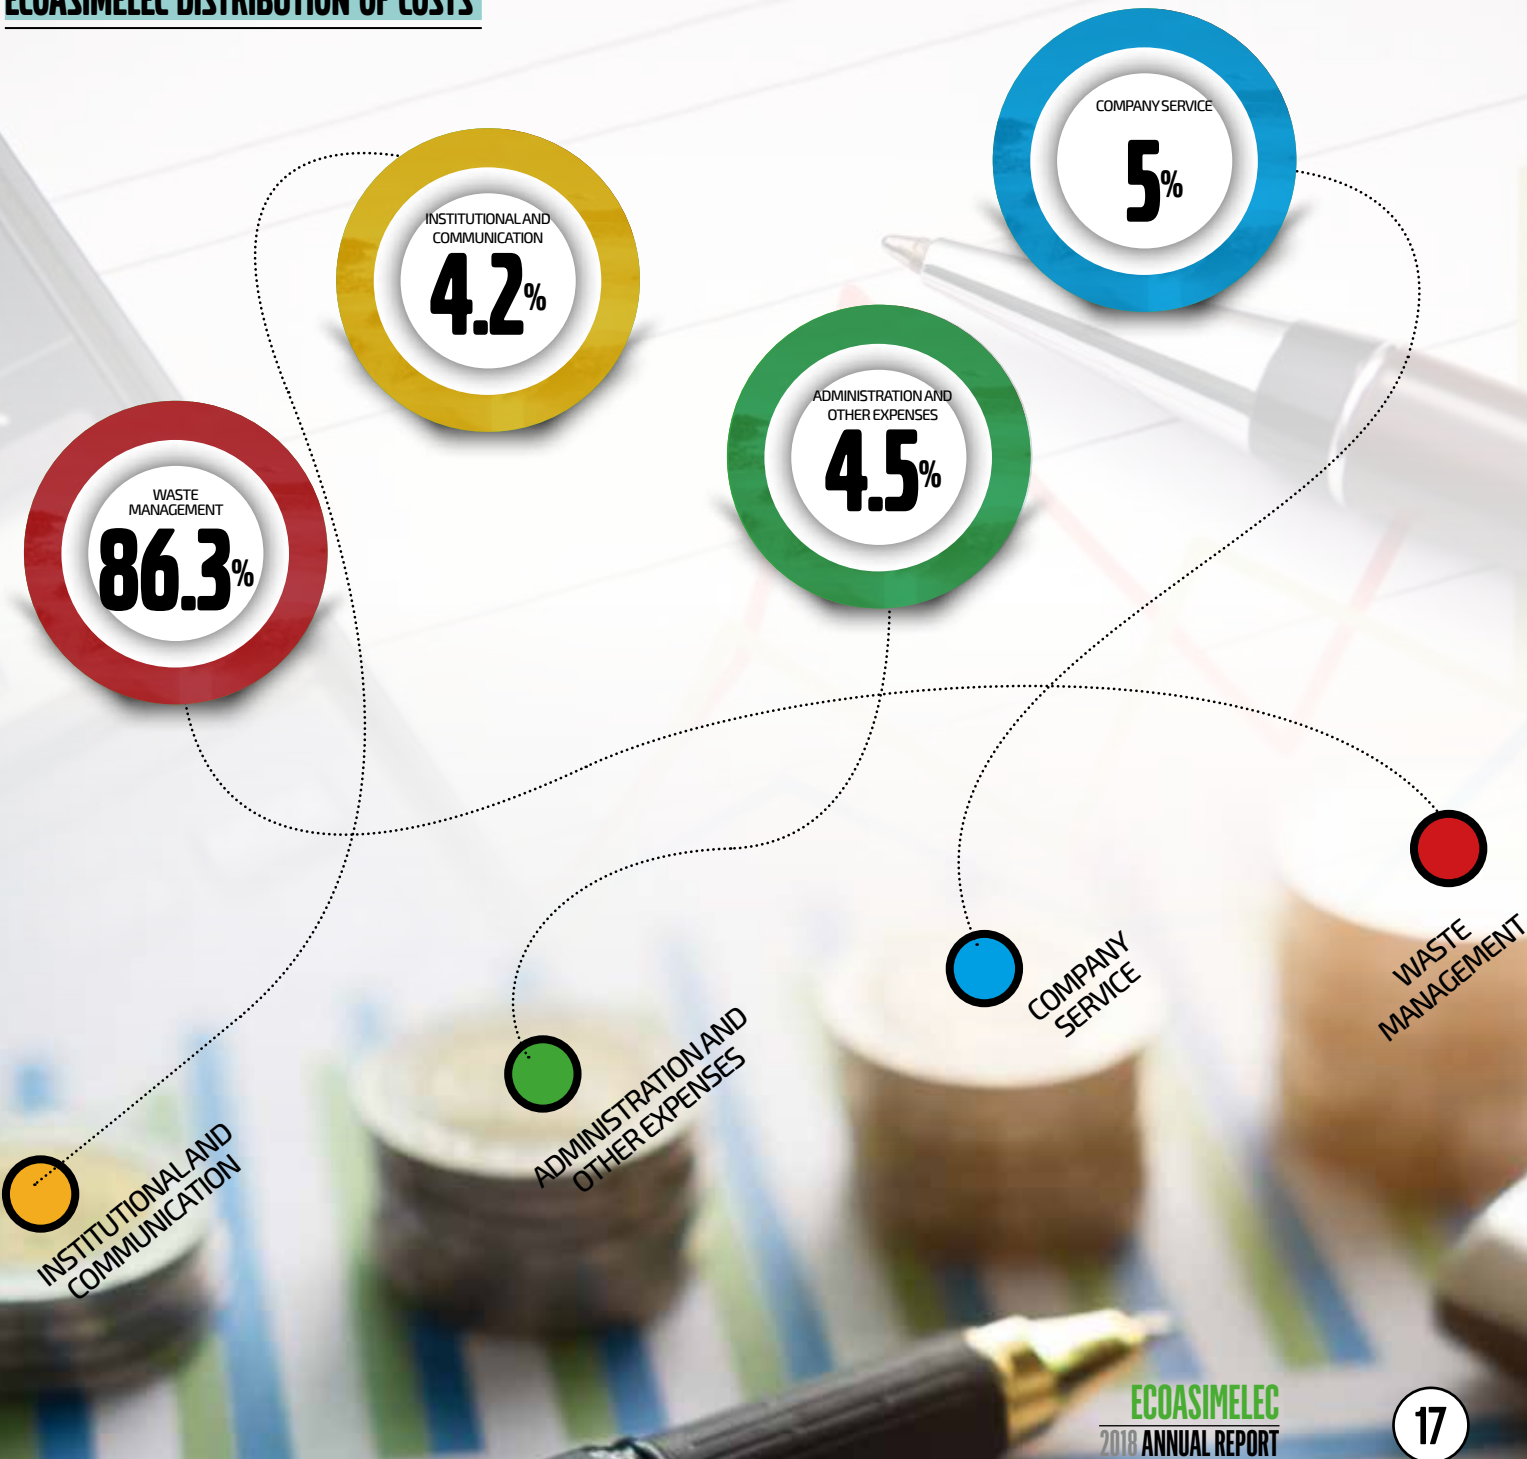 ECOASIMELEC DISTRIBUTION OF COSTS
COMPANY SERVICE
5%
INSTITUTIONAL AND
COMMUNICATION
4.2%
ADMINISTRATION AND
OTHER EXPENSES
4.5%
WASTE
MANAGEMENT
86.3%
WASTE
MANAGEMENT
COMPANY
SERVICE
ADMINISTRATION AND
OTHER EXPENSES
INSTITUTIONAL AND
COMMUNICATION
ECOASIMELEC
2018 ANNUAL REPORT
17